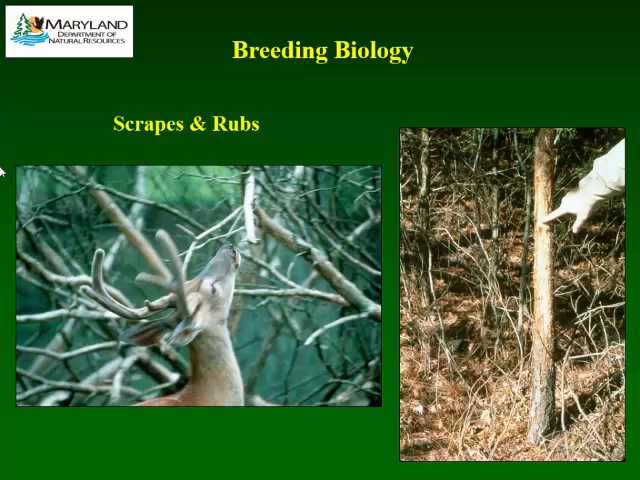 MARYLAND
DEPARTMENT OF
NATURAL RESOURCES
Breeding Biology
Scrapes & Rubs